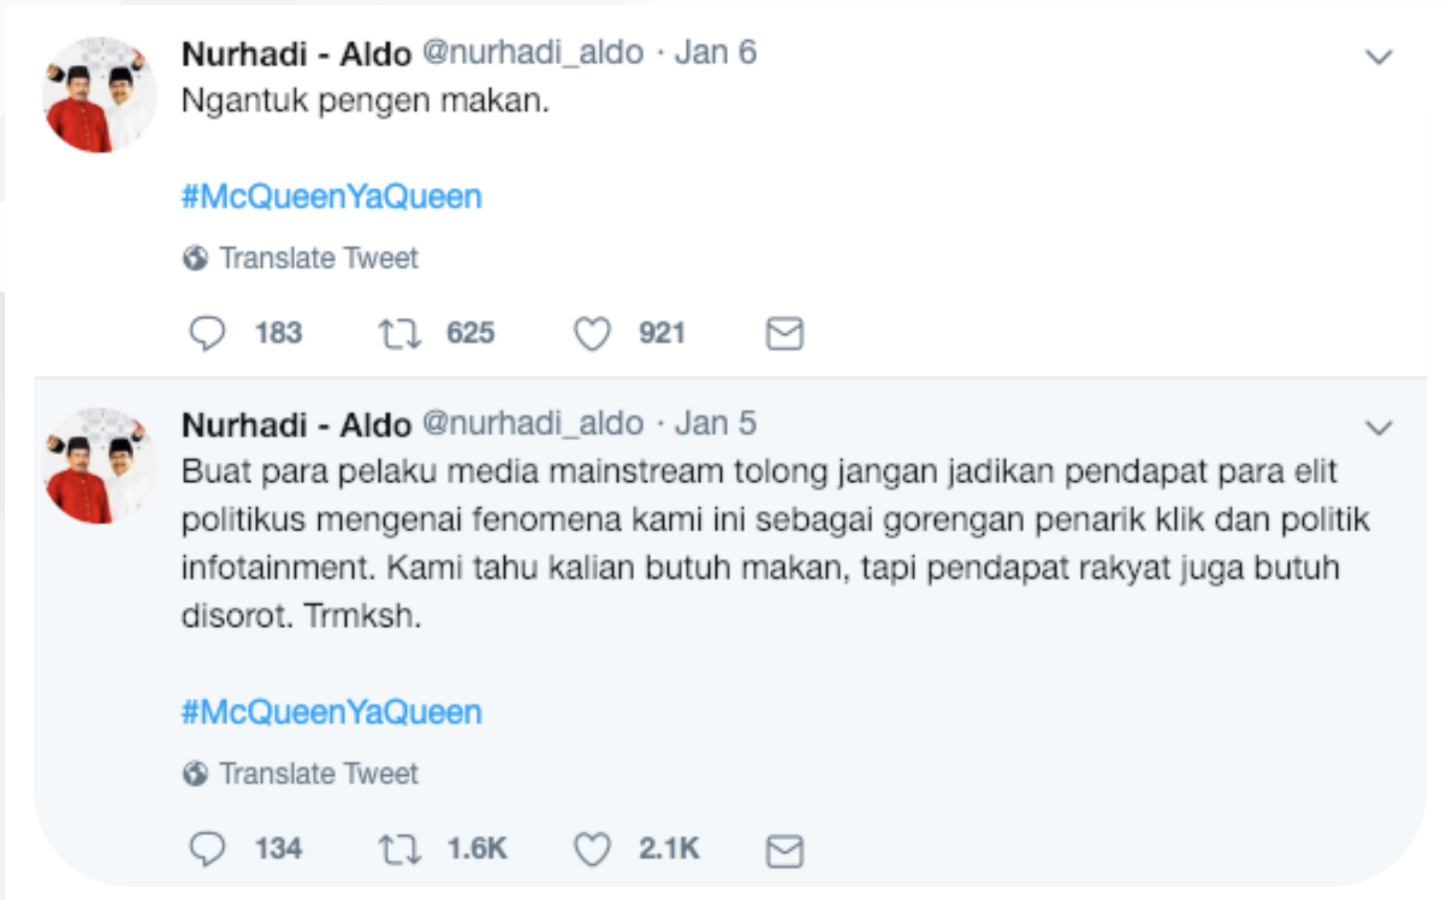 Nurhadi - Aldo @nurhadi_aldo · Jan 6
Ngantuk pengen makan.
#McQueenYaQueen
Translate Tweet
183 625 921
Nurhadi - Aldo @nurhadi_aldo · Jan 5
Buat para pelaku media mainstream tolong jangan jadikan pendapat para elit
politikus mengenai fenomena kami ini sebagai gorengan penarik klik dan politik
infotainment. Kami tahu kalian butuh makan, tapi pendapat rakyat juga butuh
disorot. Trmksh.
#McQueenYaQueen
Translate Tweet
134 1.6K 2.1K